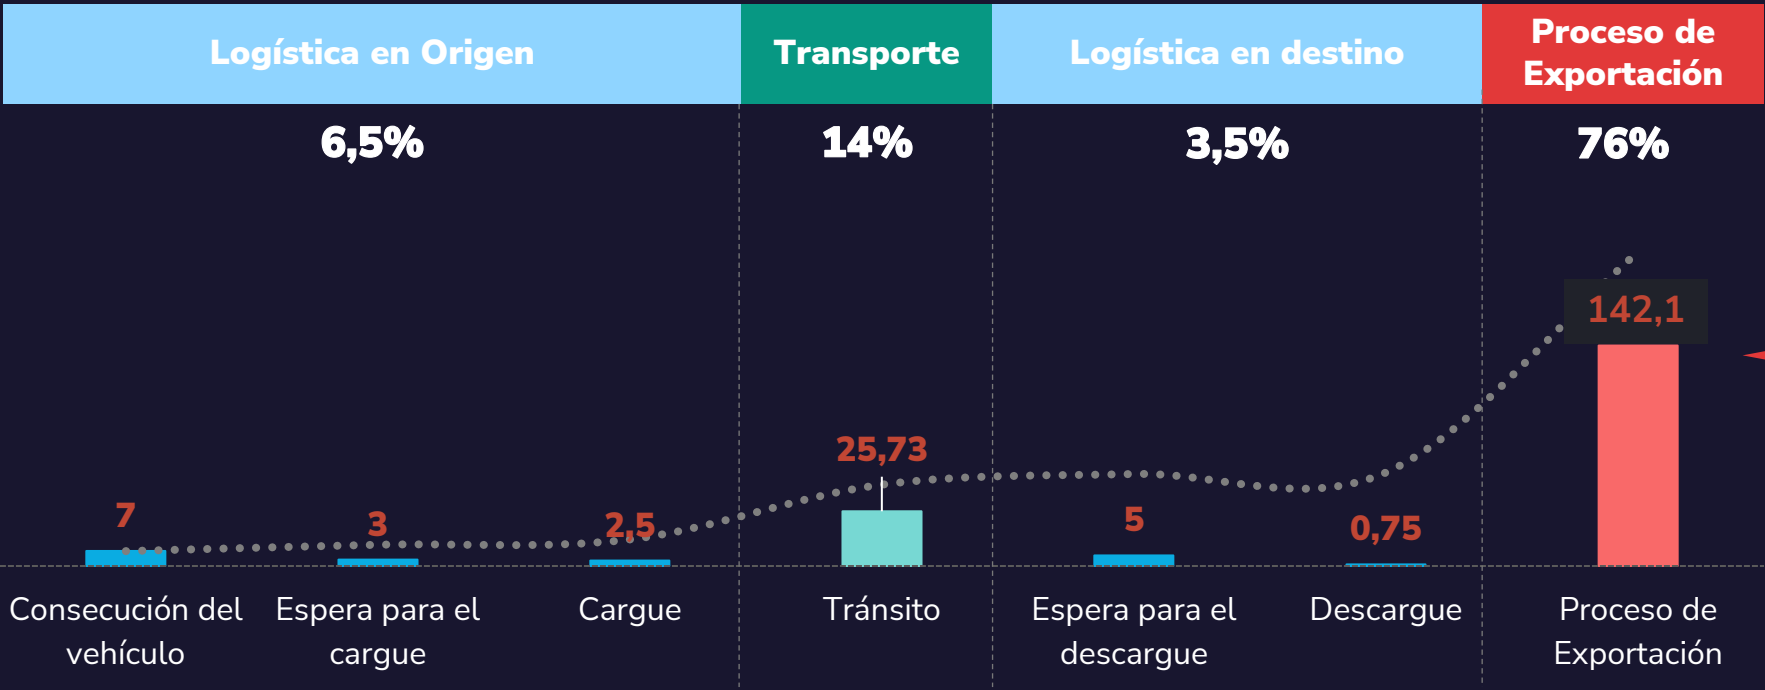 Logística en Origen
Transporte
Logística en destino
Proceso de
Exportación
6,5%
14%
3,5%
76%
7
3
2,5
25,73
5
0,75
142,1
Consecución del
vehículo
Espera para el
cargue
Cargue
Tránsito
Espera para el
descargue
Descargue
Proceso de
Exportación